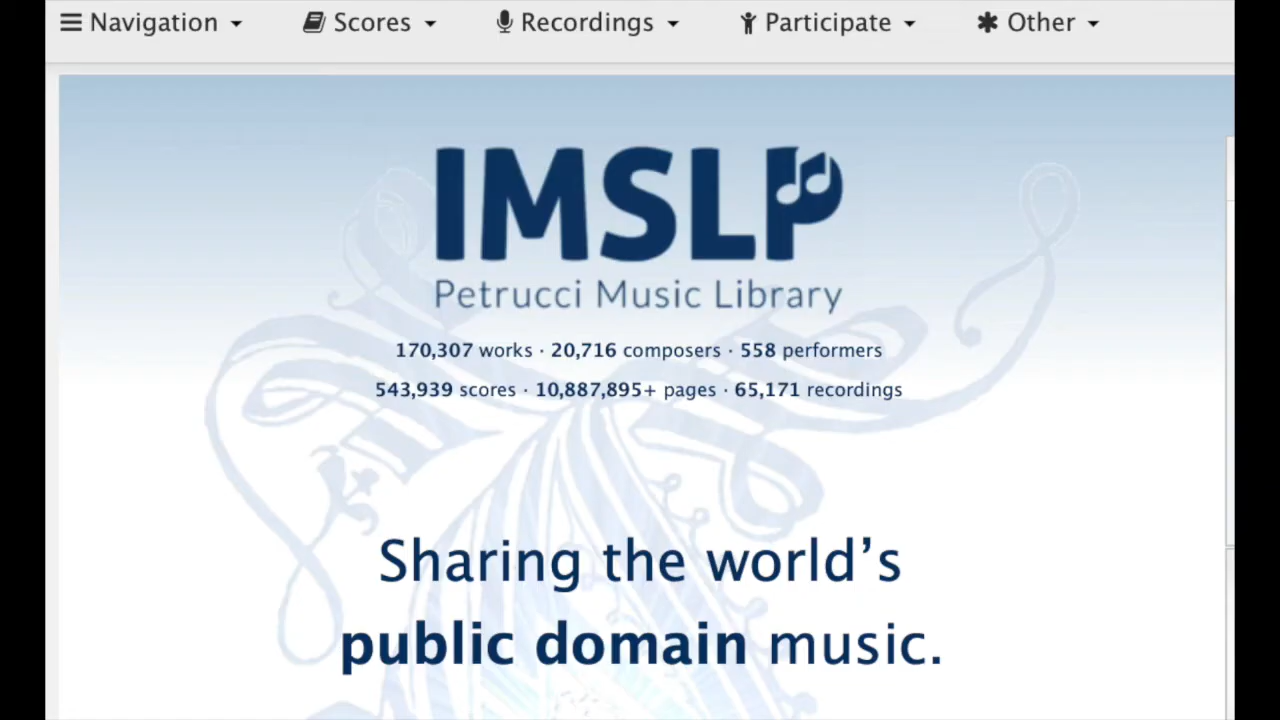 Navigation Scores Recordings Participate Other
IMSLP
Petrucci Music Library
170,307 works · 20,716 composers · 558 performers
543,939 scores · 10,887,895+ pages · 65,171 recordings
Sharing the world’s
public domain music.